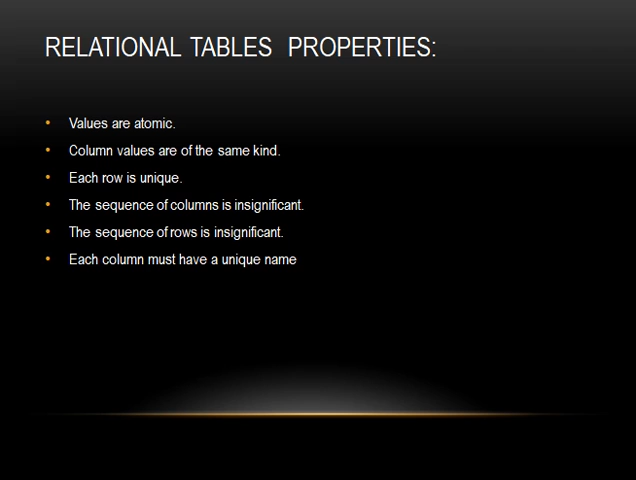 RELATIONAL TABLES PROPERTIES:
• Values are atomic.
• Column values are of the same kind.
• Each row is unique.
• The sequence of columns is insignificant.
• The sequence of rows is insignificant.
• Each column must have a unique name